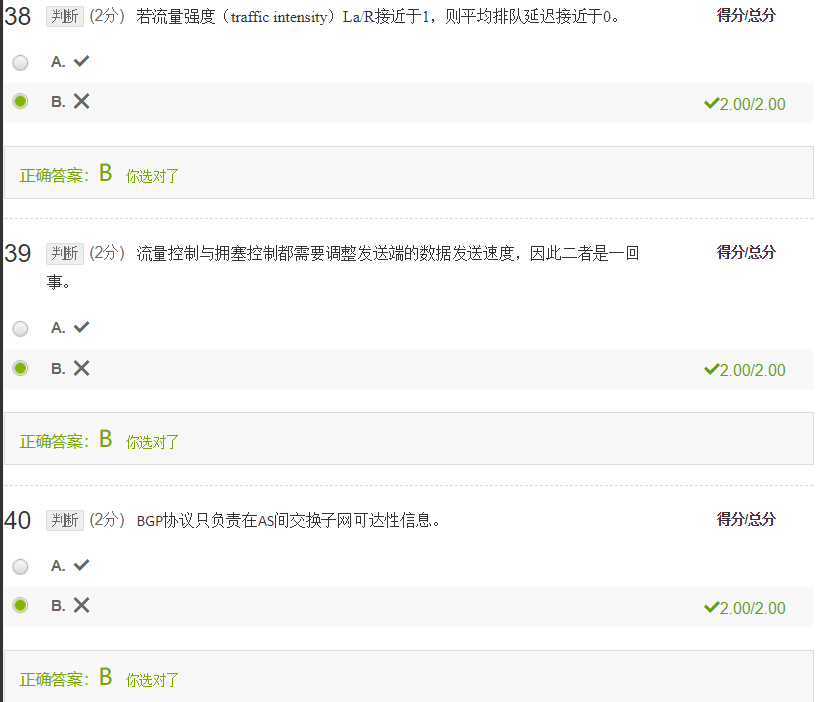 38 判断 (2分) 若流量强度（traffic intensity）La/R接近于1，则平均排队延迟接近于0。 得分/总分
A.
B. 2.00/2.00
正确答案：B 你选对了
39 判断 (2分) 流量控制与拥塞控制都需要调整发送端的数据发送速度，因此二者是一回 得分/总分
事。
A.
B. 2.00/2.00
正确答案：B 你选对了
40 判断 (2分) BGP协议只负责在AS间交换子网可达性信息。 得分/总分
A.
B. 2.00/2.00
正确答案：B 你选对了